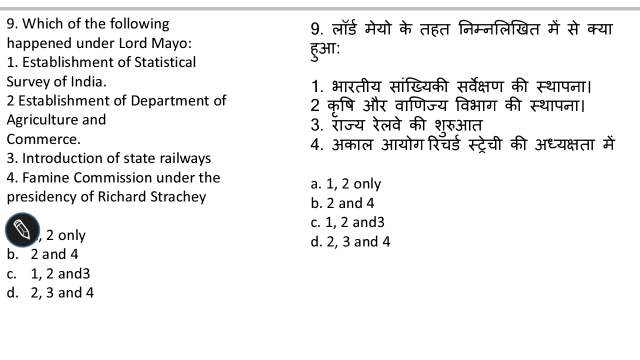 9. Which of the following
happened under Lord Mayo:
1. Establishment of Statistical
Survey of India.
2 Establishment of Department of
Agriculture and
Commerce.
3. Introduction of state railways
4. Famine Commission under the
presidency of Richard Strachey
, 2 only
b. 2 and 4
c. 1, 2 and3
d. 2, 3 and 4
9. लॉर्ड मेयो के तहत निम्नलिखित में से क्या
हुआ:
1. भारतीय सांख्यिकी सर्वेक्षण की स्थापना।
2 कृषि और वाणिज्य विभाग की स्थापना।
3. राज्य रेलवे की शुरुआत
4. अकाल आयोग रिचर्ड स्ट्रेची की अध्यक्षता में
a. 1, 2 only
b. 2 and 4
c. 1, 2 and3
d. 2, 3 and 4